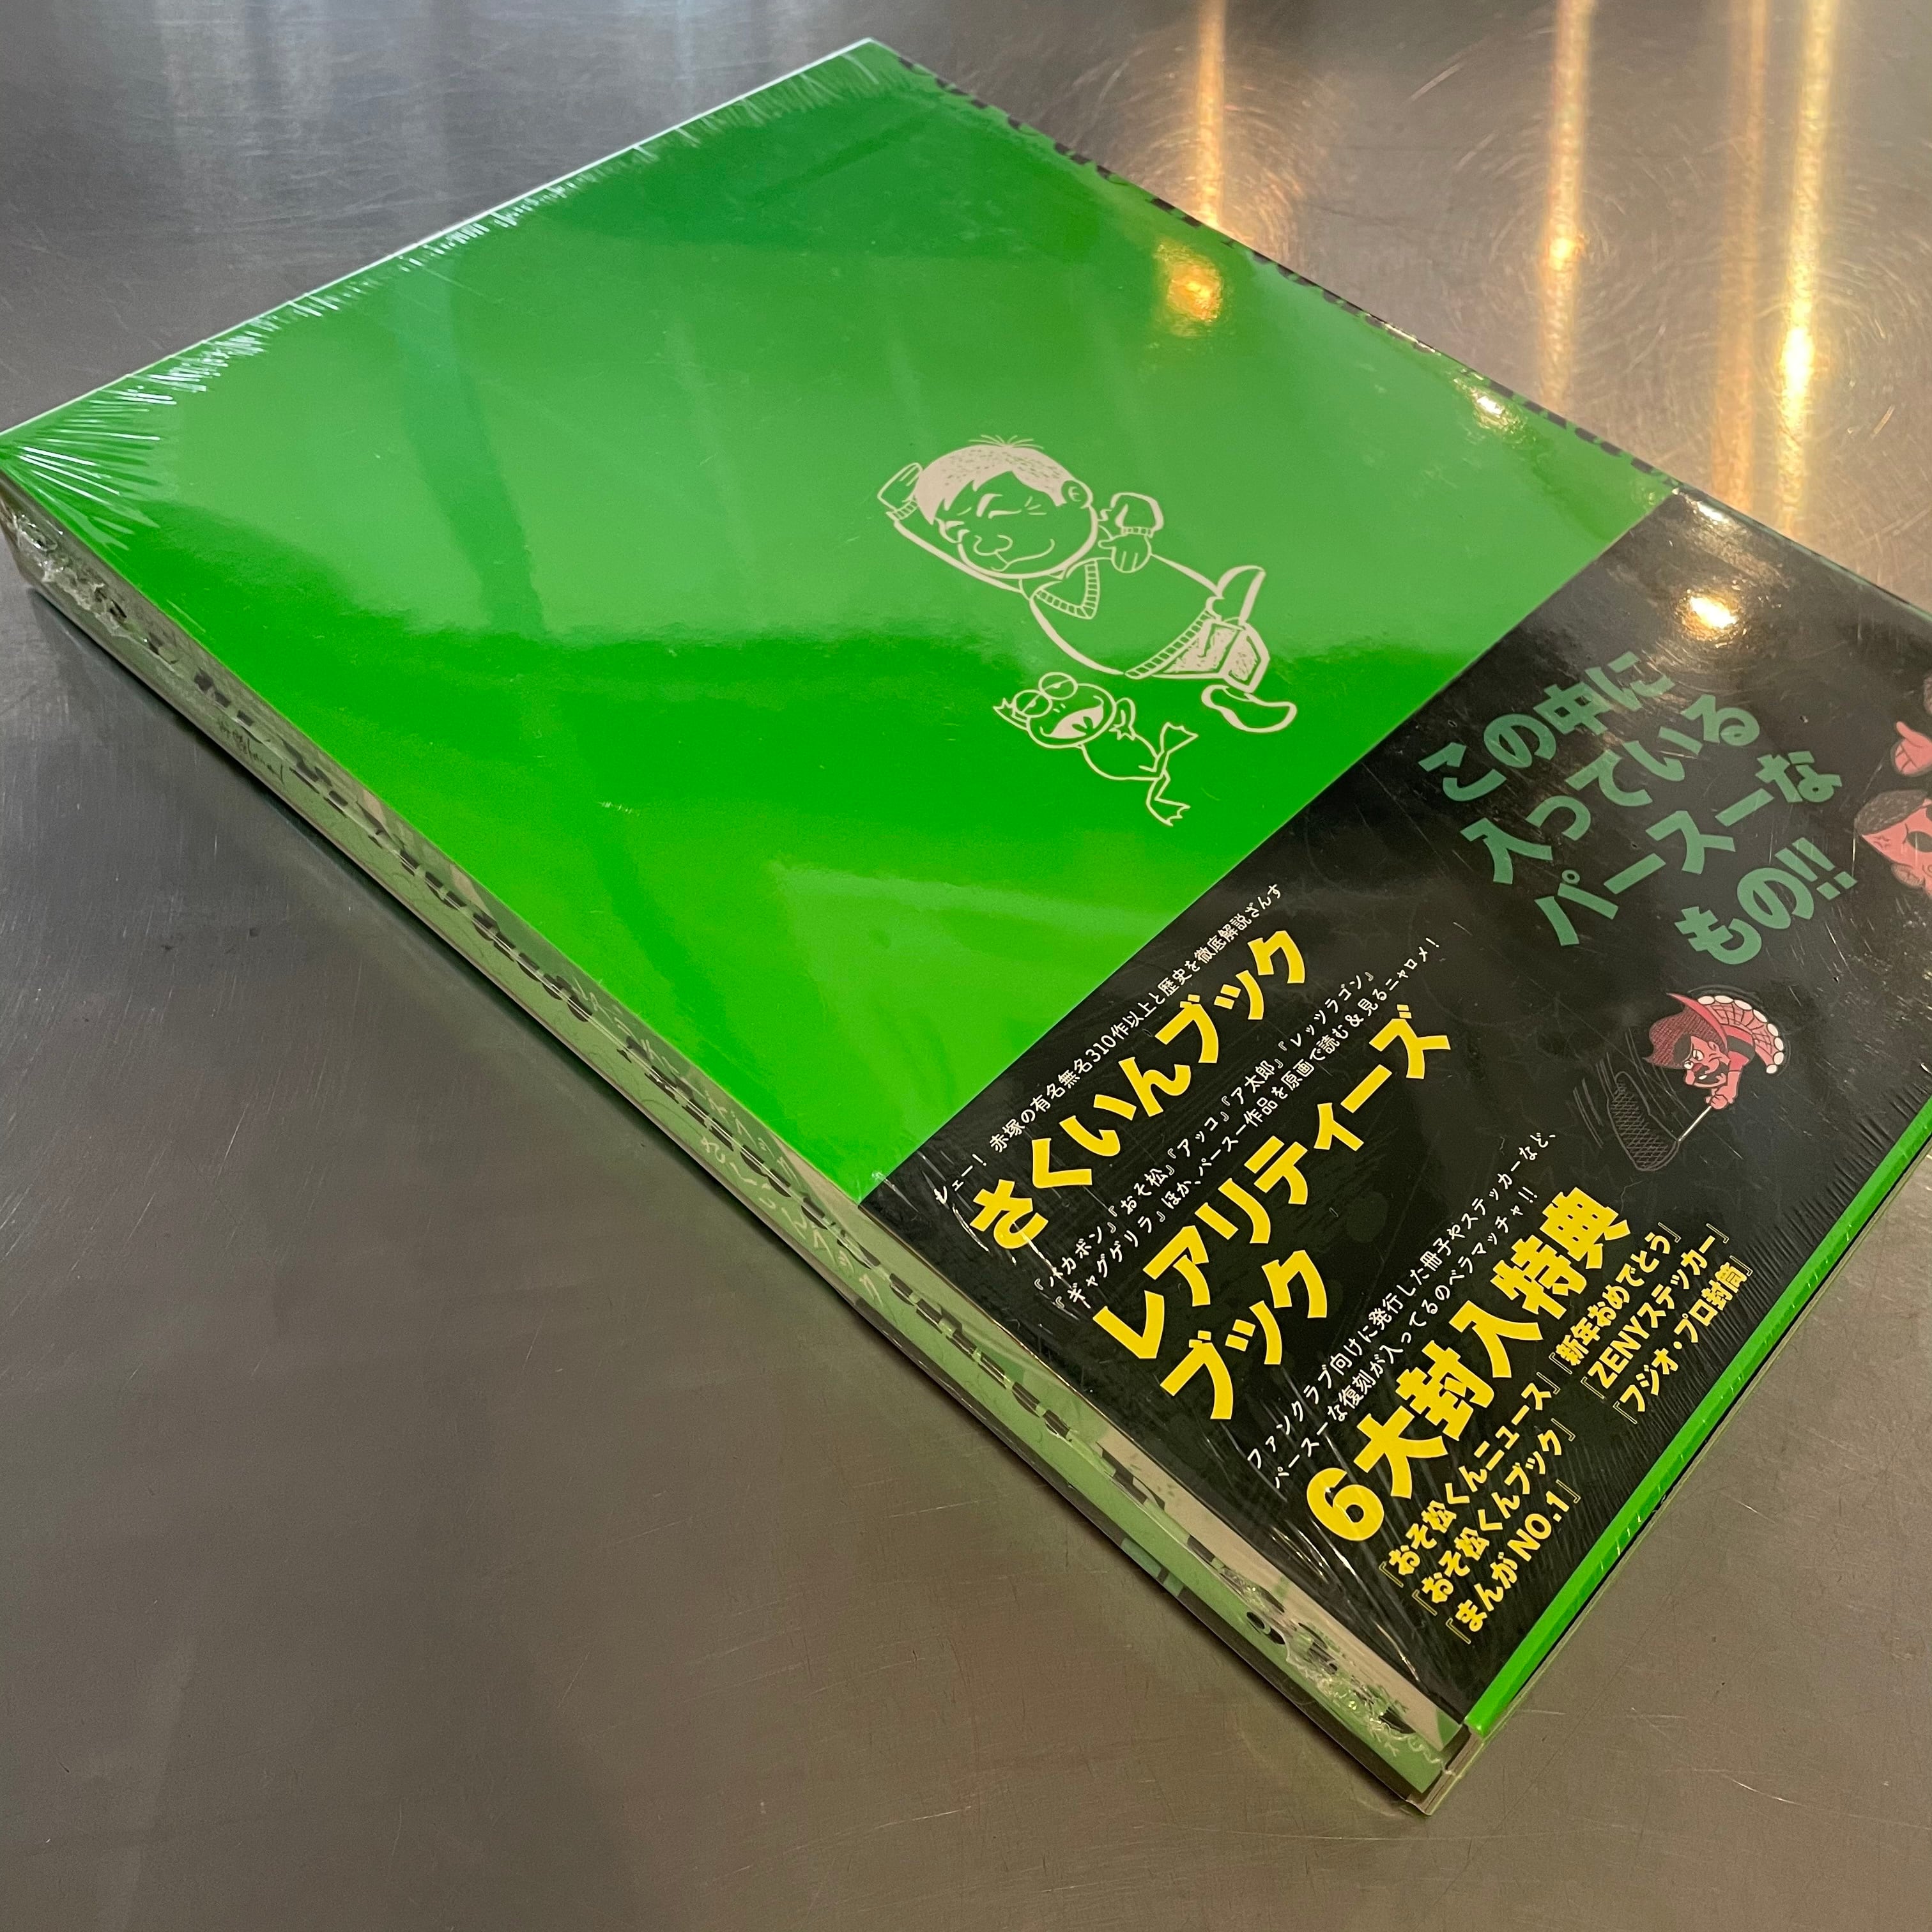 この中に
入っている
パースーな
もの!!
シェー! 赤塚の有名無名310作以上と歴史を徹底解説ざんす
さくいんブック
『バカボン』『おそ松』『アッコ』『ア太郎』『レッツラゴン』
『ギャグゲリラ』ほか、パースー作品を原画で読む&見るニャロメ!
レアリティーズ
ブック
ファンクラブ向けに発行した冊子やステッカーなど、
パースーな復刻が入ってるのベラマッチャ!!
6大封入特典
『おそ松くんニュース』『新年おめでとう』
『おそ松くんブック』『ZENYステッカー』
『まんがNO.1』『フジオ・プロ封筒』
さくいんブック